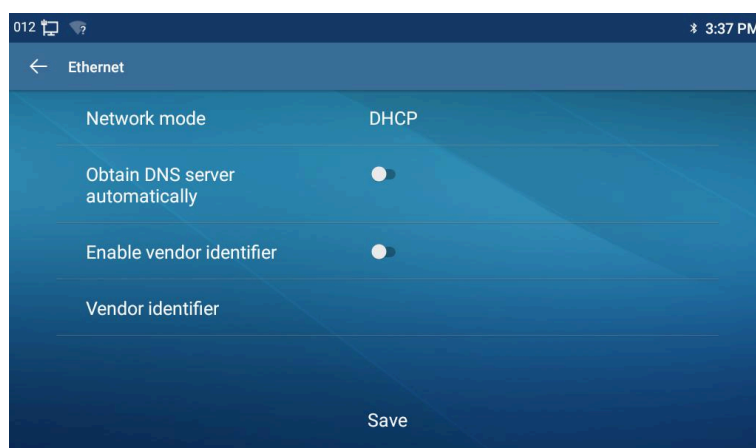 012 3:37 PM
Ethernet
Network mode DHCP
Obtain DNS server
automatically
Enable vendor identifier
Vendor identifier
Save